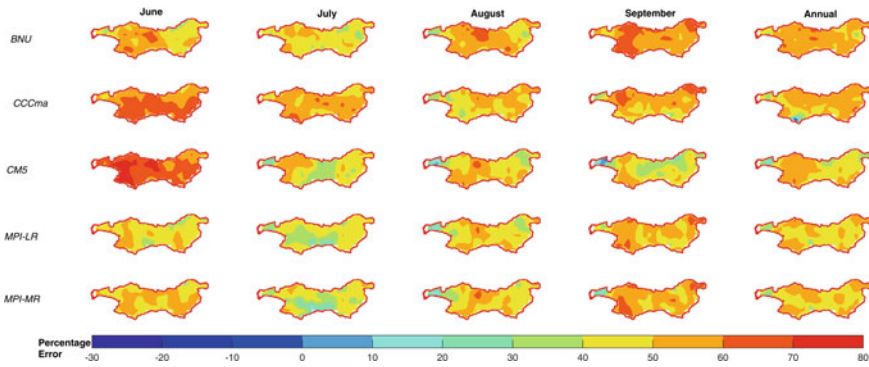 June July August September Annual
BNU
CCCma
CM5
MPI-LR
MPI-MR
Percentage
Error
-30 -20 -10 0 10 20 30 40 50 60 70 80